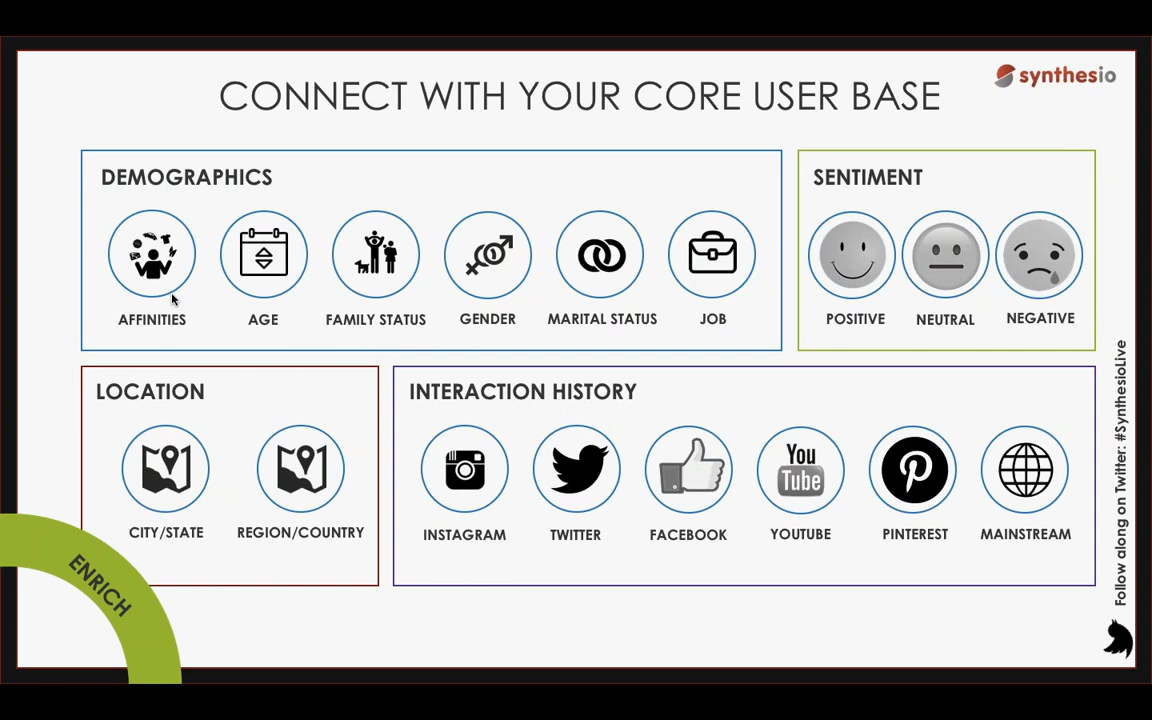 synthesio
CONNECT WITH YOUR CORE USER BASE
DEMOGRAPHICS
AFFINITIES
AGE
FAMILY STATUS
GENDER
MARITAL STATUS
JOB
SENTIMENT
POSITIVE
NEUTRAL
NEGATIVE
LOCATION
CITY/STATE
REGION/COUNTRY
INTERACTION HISTORY
INSTAGRAM
TWITTER
FACEBOOK
You
Tube
YOUTUBE
PINTEREST
MAINSTREAM
ENRICH
Follow along on Twitter: #SynthesioLive